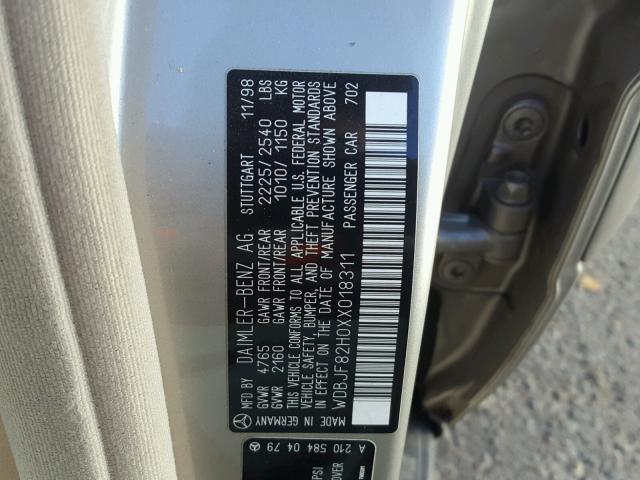 MFD BY DAIMLER-BENZ AG STUTTGART 11/98
GVWR 4765 GAWR FRONT/REAR 2225/2540 LBS
GVWR 2160 GAWR FRONT/REAR 1010/1150 KG
THIS VEHICLE CONFORMS TO ALL APPLICABLE U.S. FEDERAL MOTOR
VEHICLE SAFETY, BUMPER, AND THEFT PREVENTION STANDARDS
IN EFFECT ON THE DATE OF MANUFACTURE SHOWN ABOVE
WDBJF82H0XX018311 PASSENGER CAR 702
MADE IN GERMANY
A 210 584 04 79
PSI
OVER